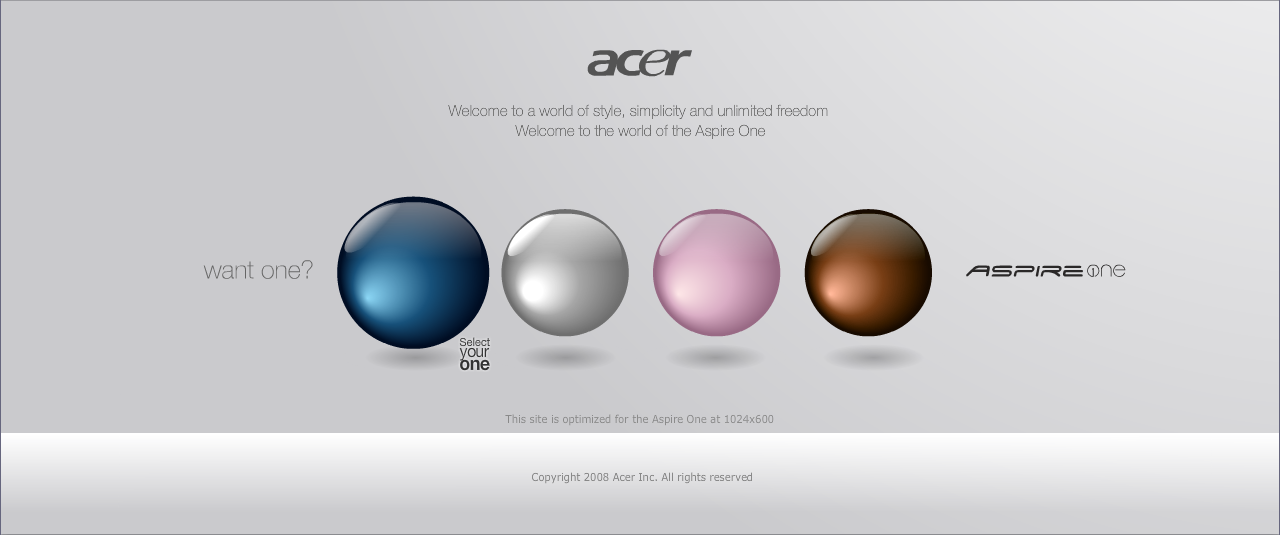 acer
Welcome to a world of style, simplicity and unlimited freedom
Welcome to the world of the Aspire One
want one?
ASPIRE one
Select
your
one
This site is optimized for the Aspire One at 1024x600
Copyright 2008 Acer Inc. All rights reserved